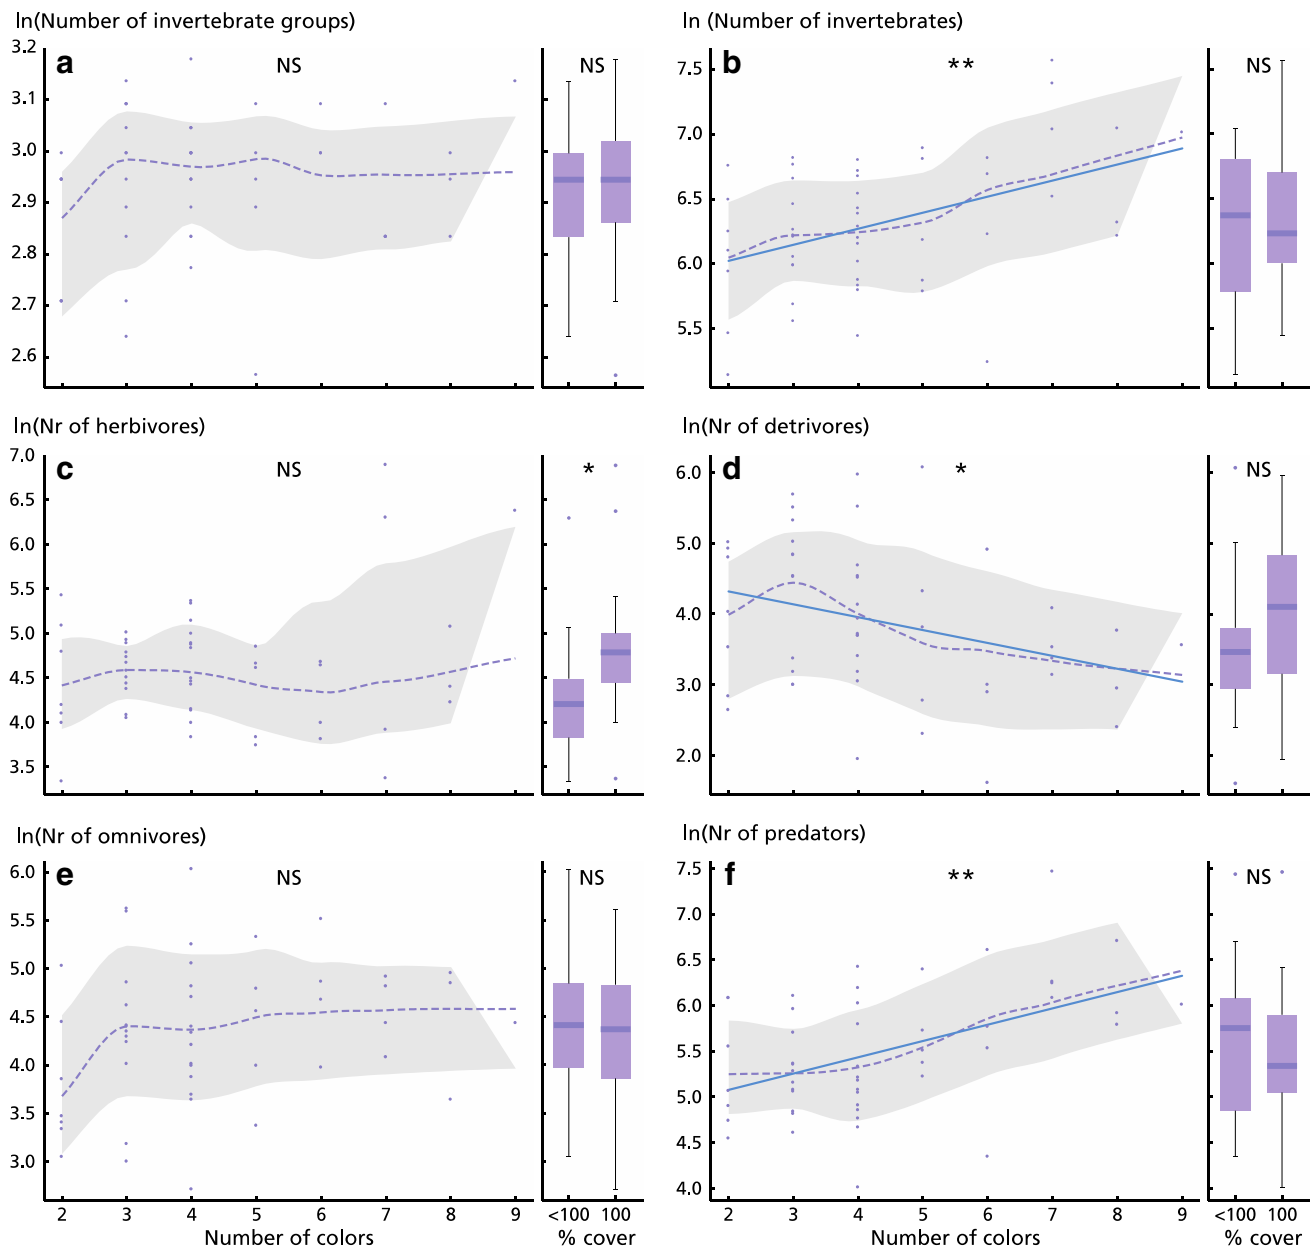 ln(Number of invertebrate groups)
ln (Number of invertebrates)
3.2
3.1
3.0
2.9
2.8
2.7
2.6
a
NS
NS
7.5
7.0
6.5
6.0
5.5
b
**
NS
ln(Nr of herbivores)
ln(Nr of detrivores)
7.0
6.5
6.0
5.5
5.0
4.5
4.0
3.5
c
NS
*
6.0
5.0
4.0
3.0
2.0
d
*
NS
ln(Nr of omnivores)
ln(Nr of predators)
6.0
5.5
5.0
4.5
4.0
3.5
3.0
e
NS
NS
7.5
7.0
6.5
6.0
5.5
5.0
4.5
4.0
f
**
NS
2 3 4 5 6 7 8 9 <100 100
2 3 4 5 6 7 8 9 <100 100
Number of colors % cover
Number of colors % cover